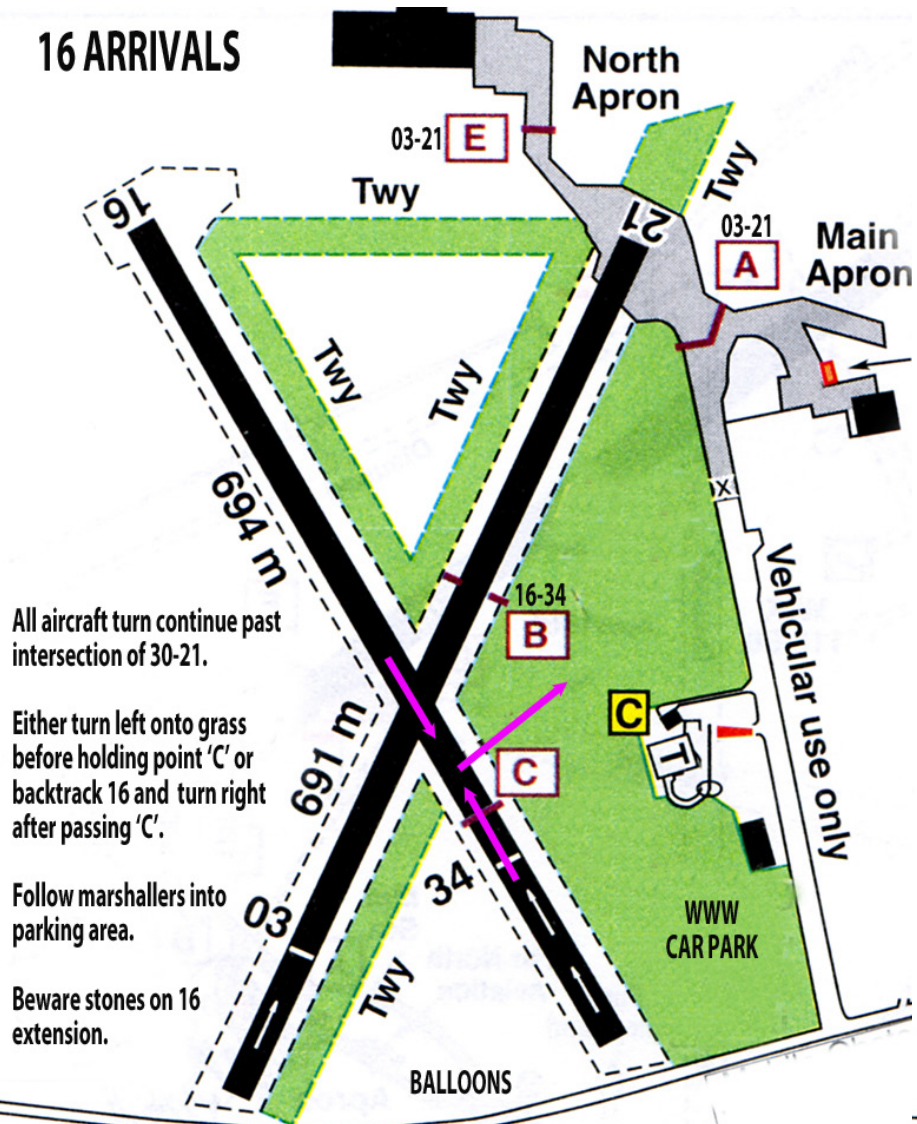 16 ARRIVALS
North
Apron
03-21
E
Twy
Twy
16
21
03-21
A
Main
Apron
Twy
Twy
694 m
X
16-34
B
Vehicular use only
All aircraft turn continue past
intersection of 30-21.
Either turn left onto grass
before holding point ‘C’ or
backtrack 16 and turn right
after passing ‘C’.
Follow marshallers into
parking area.
Beware stones on 16
extension.
691 m
C
C
T
34
03
Twy
WWW
CAR PARK
BALLOONS